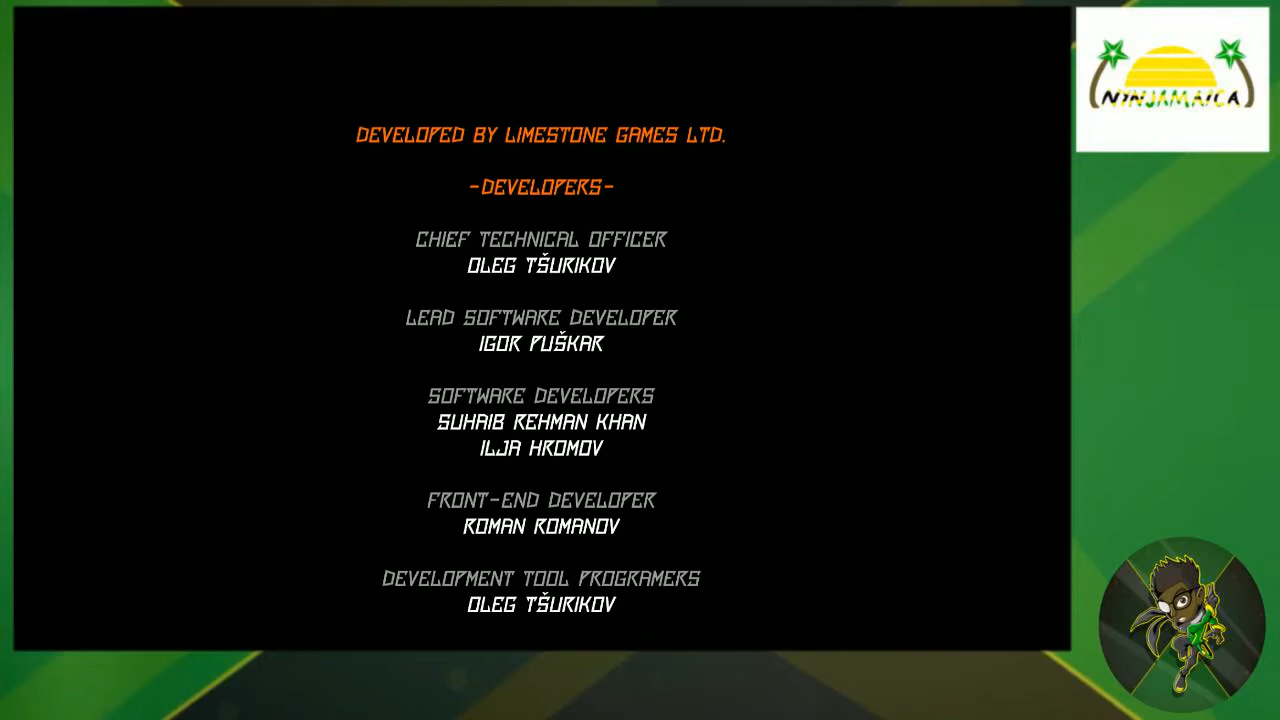 DEVELOPED BY LIMESTONE GAMES LTD.
-DEVELOPERS-
CHIEF TECHNICAL OFFICER
OLEG TŠURIKOV
LEAD SOFTWARE DEVELOPER
IGOR PUŠKAR
SOFTWARE DEVELOPERS
SUHAIB REHMAN KHAN
ILJA HROMOV
FRONT-END DEVELOPER
ROMAN ROMANOV
DEVELOPMENT TOOL PROGRAMERS
OLEG TŠURIKOV
NYNJAMAICA